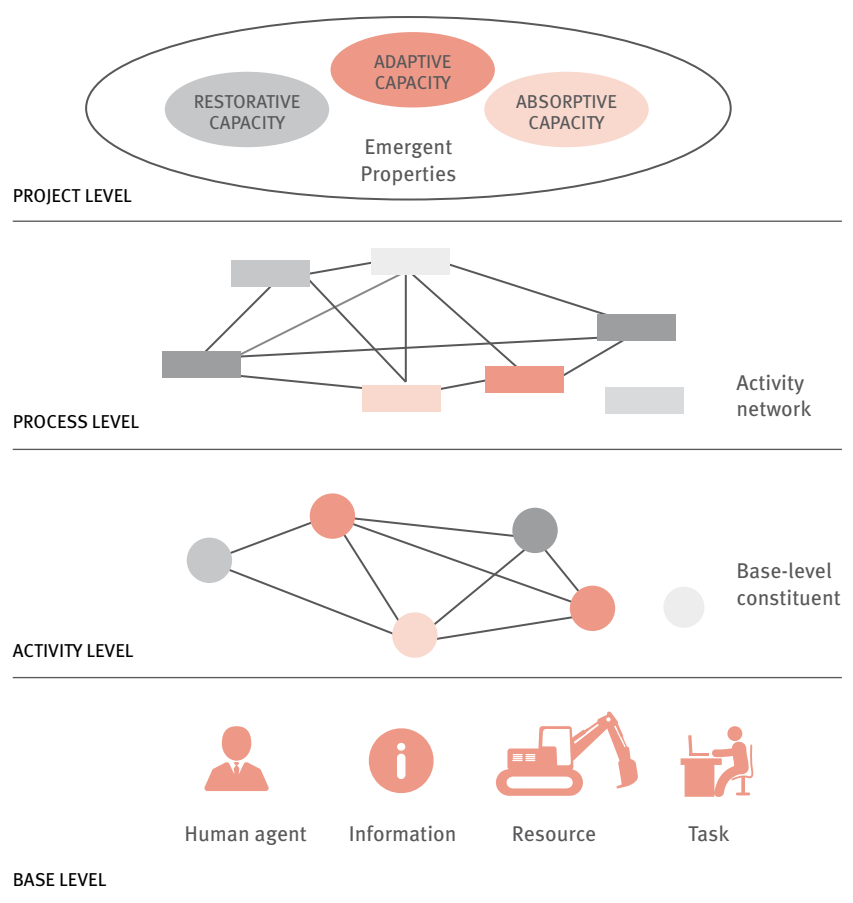 ADAPTIVE
CAPACITY
RESTORATIVE
CAPACITY
ABSORPTIVE
CAPACITY
Emergent
Properties
PROJECT LEVEL
Activity
network
PROCESS LEVEL
Base-level
constituent
ACTIVITY LEVEL
Human agent
Information
Resource
Task
BASE LEVEL